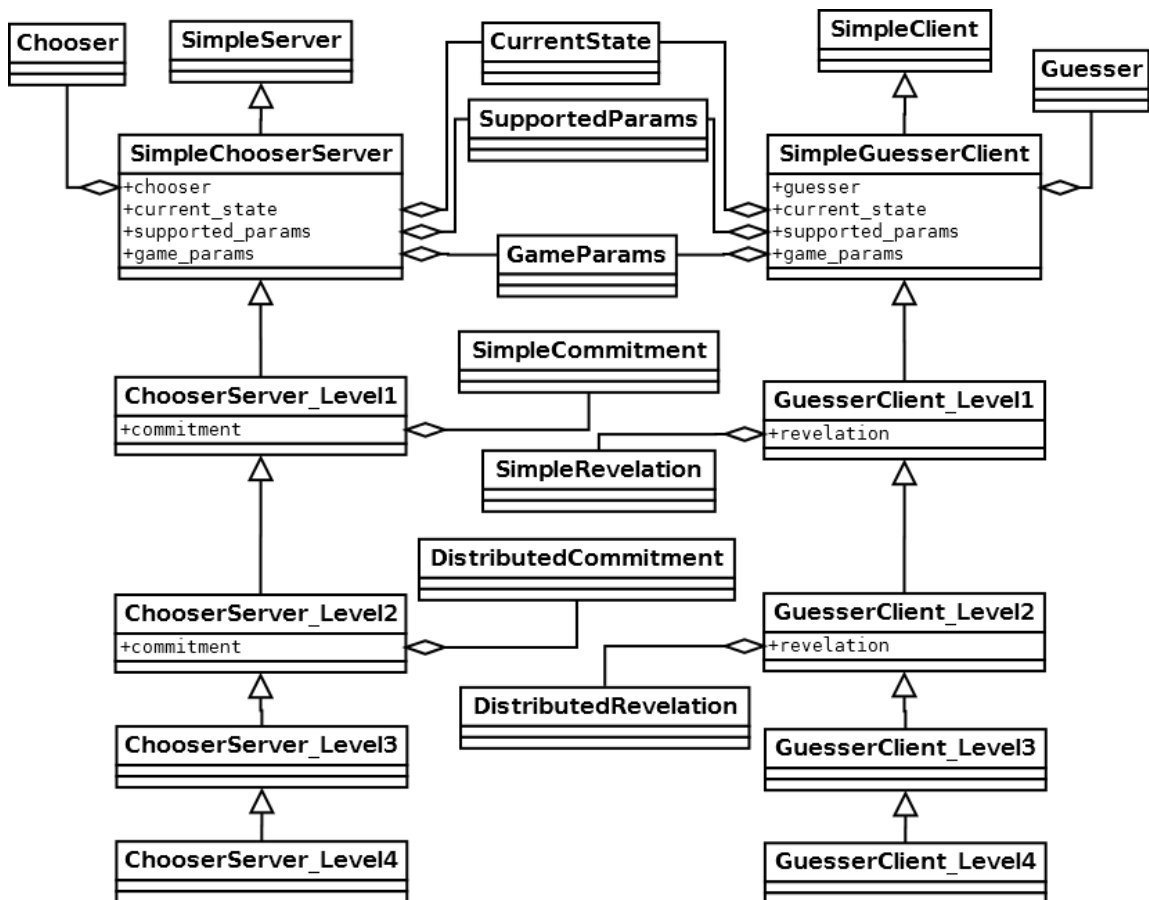 Chooser
SimpleServer
CurrentState
SimpleClient
Guesser
SupportedParams
SimpleChooserServer
+chooser
+current_state
+supported_params
+game_params
SimpleGuesserClient
+guesser
+current_state
+supported_params
+game_params
GameParams
SimpleCommitment
ChooserServer_Level1
+commitment
GuesserClient_Level1
+revelation
SimpleRevelation
DistributedCommitment
ChooserServer_Level2
+commitment
GuesserClient_Level2
+revelation
DistributedRevelation
ChooserServer_Level3
GuesserClient_Level3
ChooserServer_Level4
GuesserClient_Level4